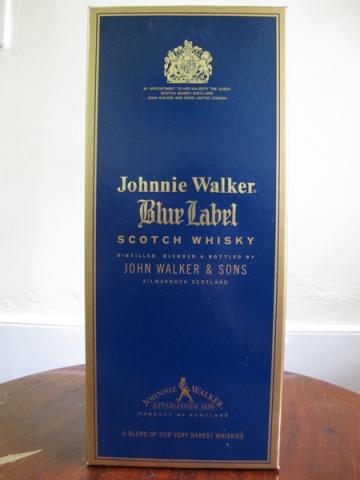 BY APPOINTMENT TO HER MAJESTY THE QUEEN
SCOTCH WHISKY DISTILLERS
JOHN WALKER AND SONS LIMITED LONDON
Johnnie Walker.
Blue Label
SCOTCH WHISKY
DISTILLED, BLENDED & BOTTLED BY
JOHN WALKER & SONS
KILMARNOCK SCOTLAND
JOHNNIE WALKER
ESTABLISHED 1820
PRODUCT OF SCOTLAND
A BLEND OF OUR VERY RAREST WHISKIES